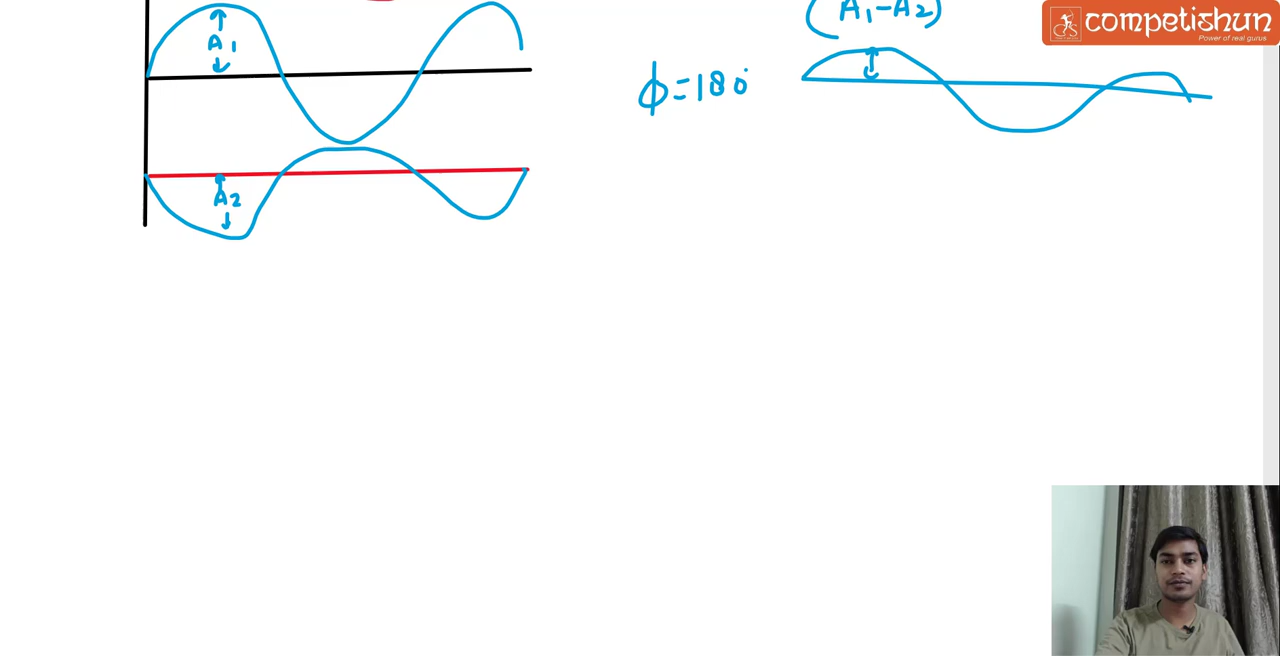 (A1-A2)
competishun
Power of real gurus
A1
ϕ=180°
A2